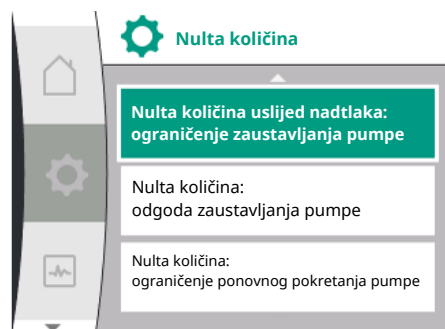 Nulta količina
Nulta količina uslijed nadtlaka:
ograničenje zaustavljanja pumpe
Nulta količina:
odgoda zaustavljanja pumpe
Nulta količina:
ograničenje ponovnog pokretanja pumpe